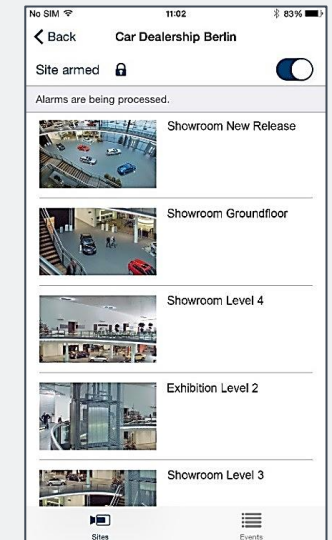 No SIM 11:02 83%
Back Car Dealership Berlin
Site armed
Alarms are being processed.
Showroom New Release
Showroom Groundfloor
Showroom Level 4
Exhibition Level 2
Showroom Level 3
Sites Events